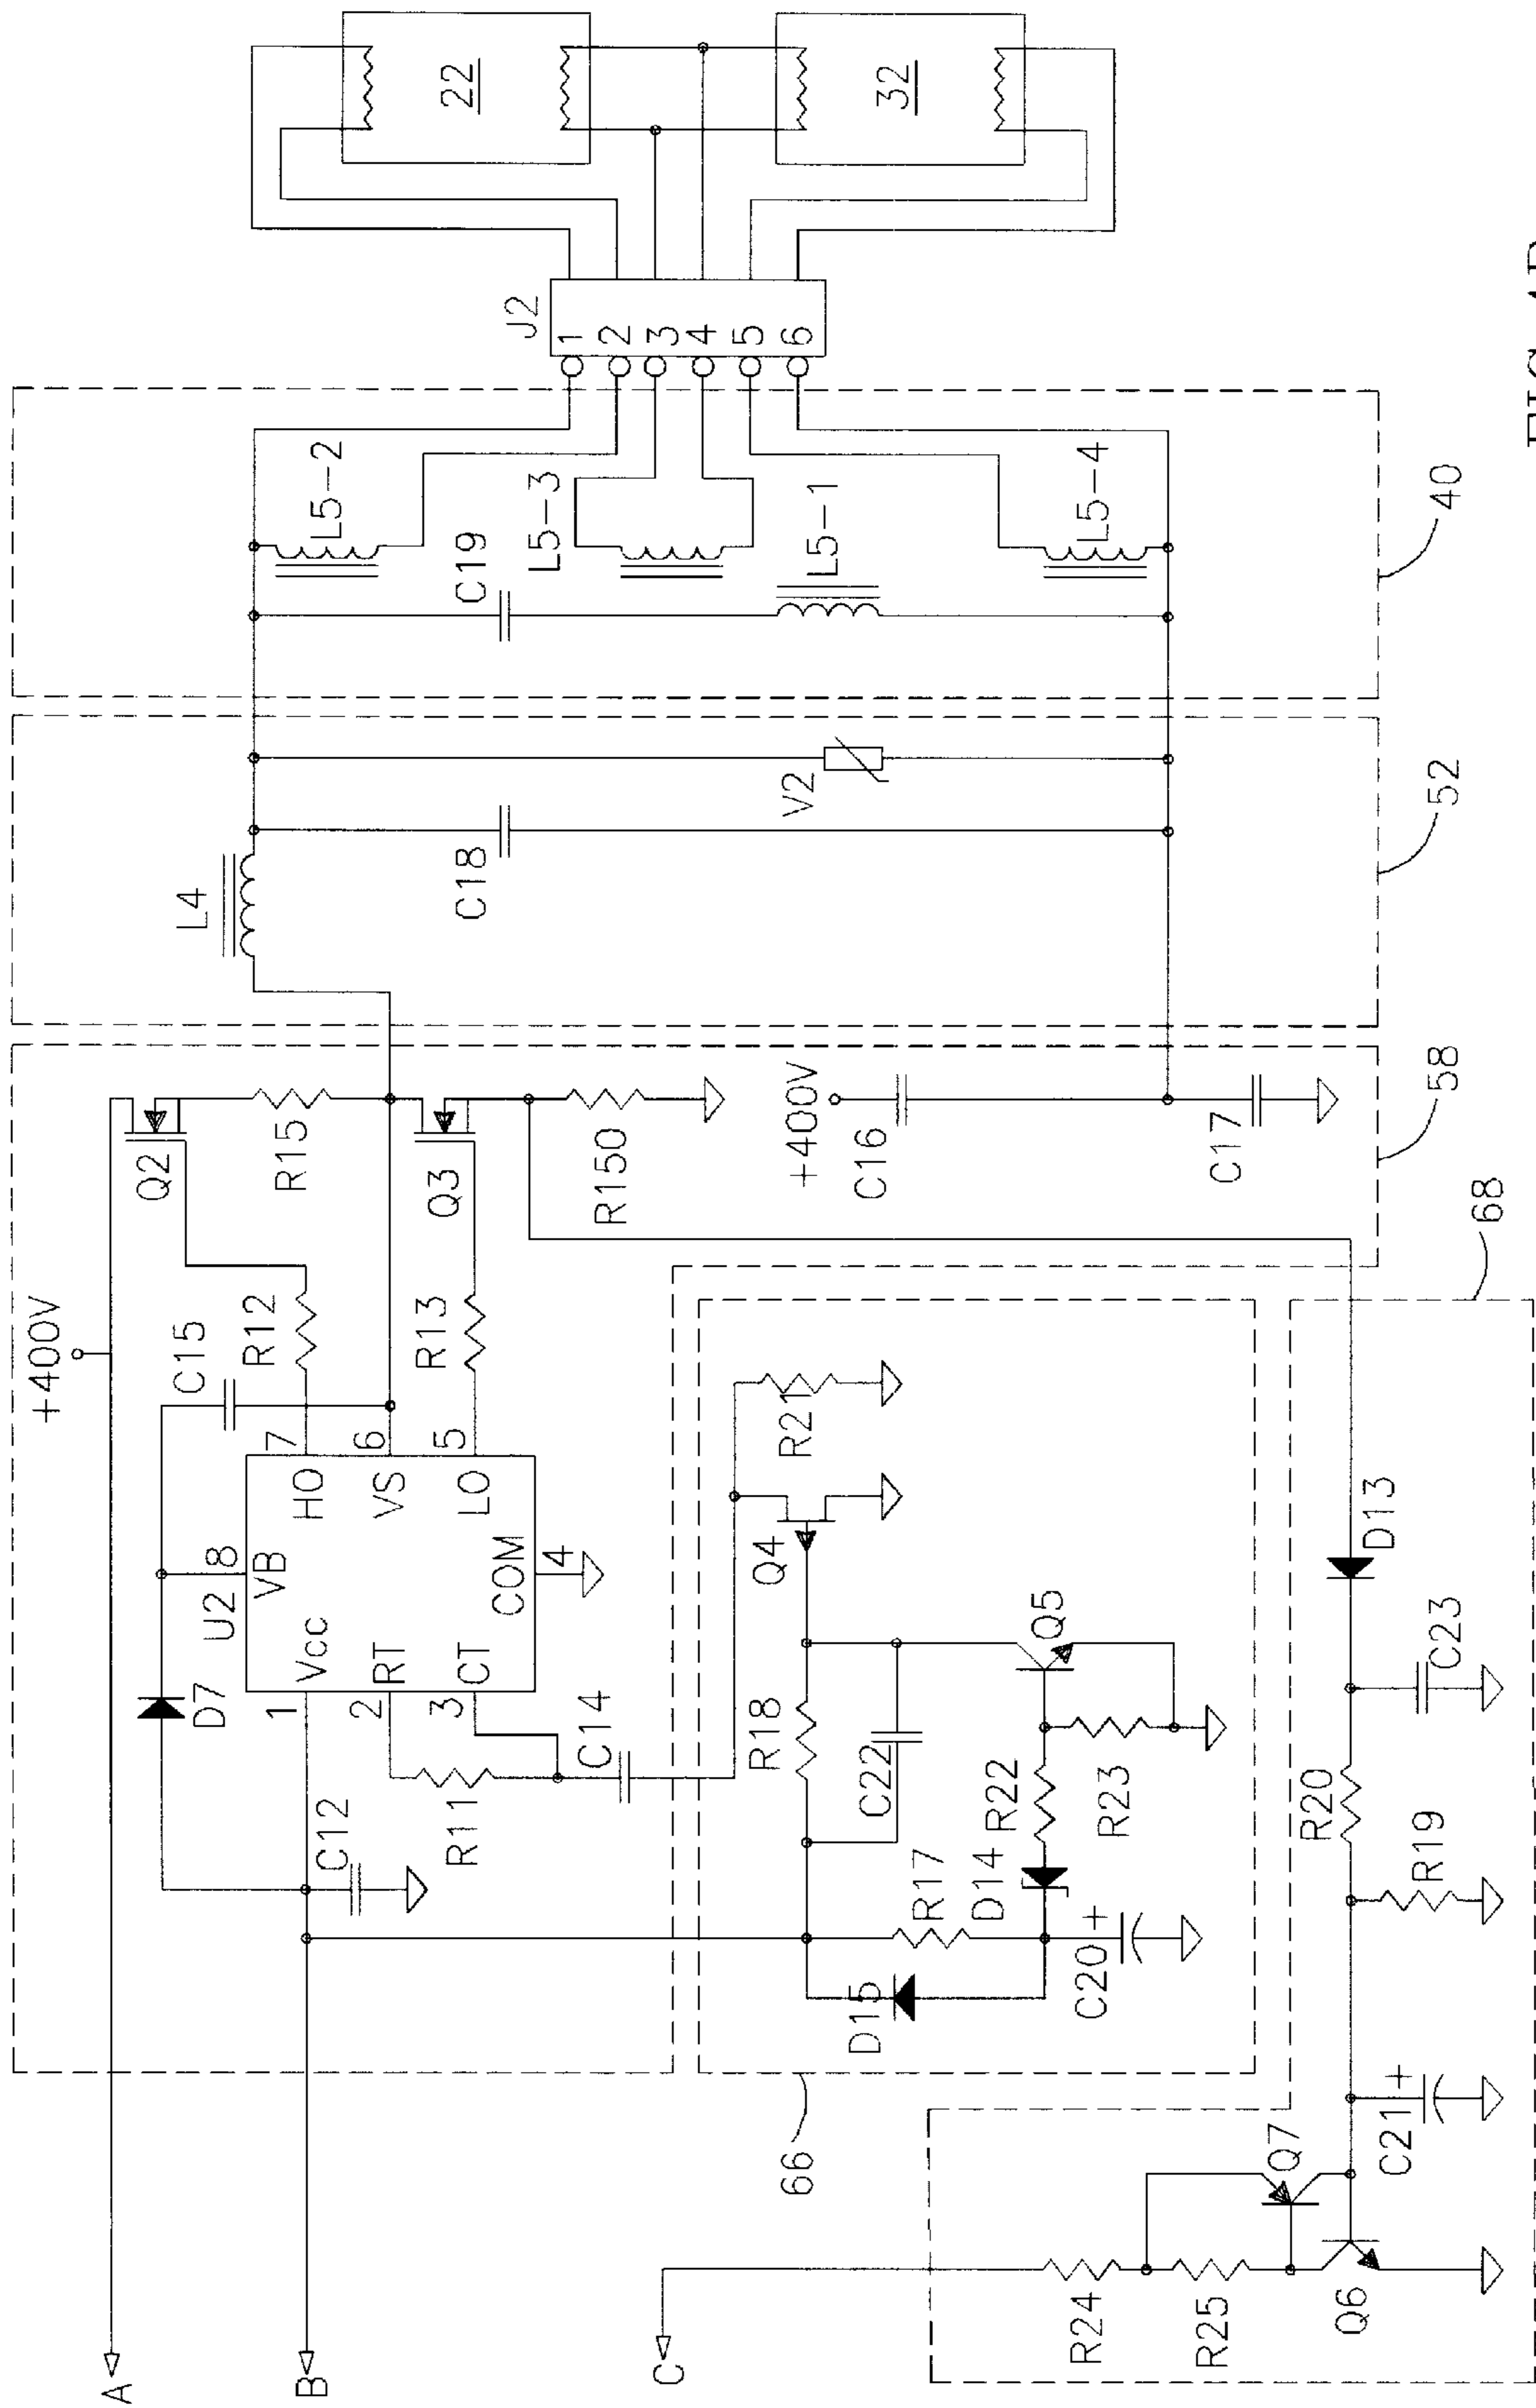 22
32
J2
1
2
3
4
5
6
L5-2
C19
L5-3
L5-1
L5-4
40
L4
C18
V2
52
+400V
Q2
R15
Q3
R150
+400V
C16
C17
58
C15
R12
R13
7
6
5
HO
VS
LO
U2
8
VB
COM
4
Vcc
RT
CT
1
2
3
D7
C12
R11
C14
R21
Q4
R18
C22
Q5
R22
R23
R17
D14
D15
C20
+
66
68
D13
C23
R20
R19
C21
+
Q7
Q6
R24
R25
A
B
C